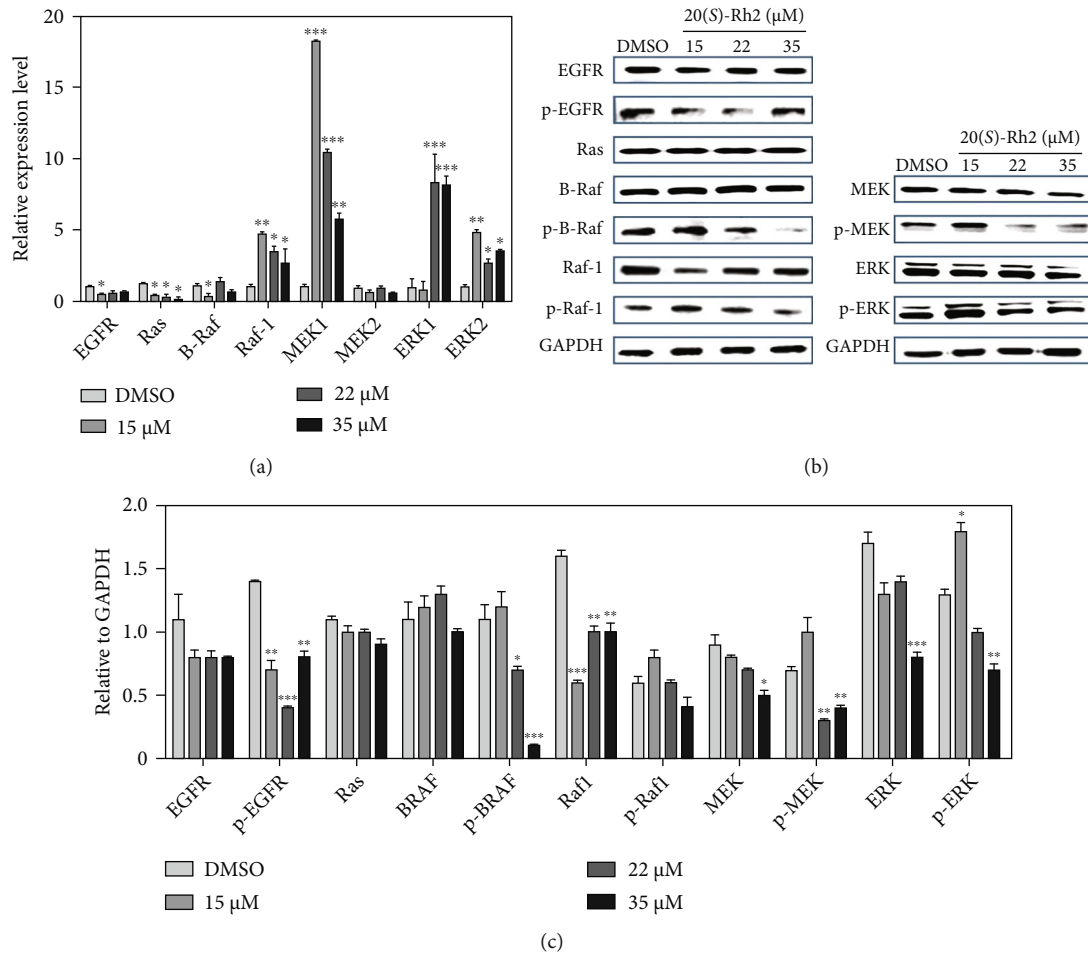 20
15
10
5
0
Relative expression level
*
* * *
*
** * *
*** *** **
*** ***
** * *
EGFR Ras B-Raf Raf-1 MEK1 MEK2 ERK1 ERK2
DMSO 22 μM
15 μM 35 μM
(a)
20(S)-Rh2 (μM)
DMSO 15 22 35
EGFR
p-EGFR
Ras
B-Raf
p-B-Raf
Raf-1
p-Raf-1
GAPDH
20(S)-Rh2 (μM)
DMSO 15 22 35
MEK
p-MEK
ERK
p-ERK
GAPDH
(b)
2.0
1.5
1.0
0.5
0
Relative to GAPDH
** *** **
* ***
*** ** **
*
** **
***
* **
EGFR p-EGFR Ras BRAF p-BRAF Raf1 p-Raf1 MEK p-MEK ERK p-ERK
DMSO 22 μM
15 μM 35 μM
(c)